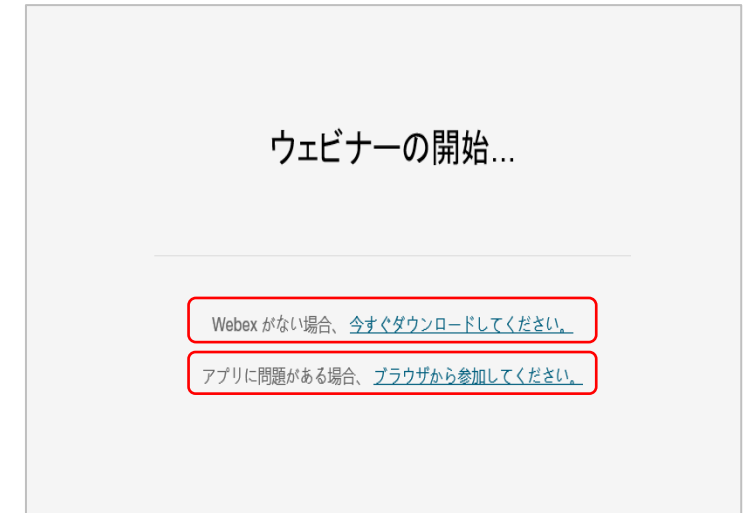 ウェビナーの開始...
Webex がない場合、 今すぐダウンロードしてください。
アプリに問題がある場合、 ブラウザから参加してください。